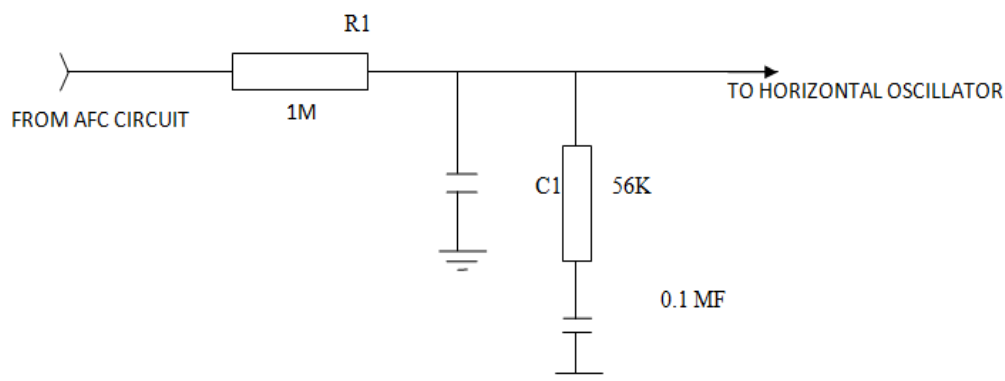 R1
TO HORIZONTAL OSCILLATOR
FROM AFC CIRCUIT
1M
C1
56K
0.1 MF